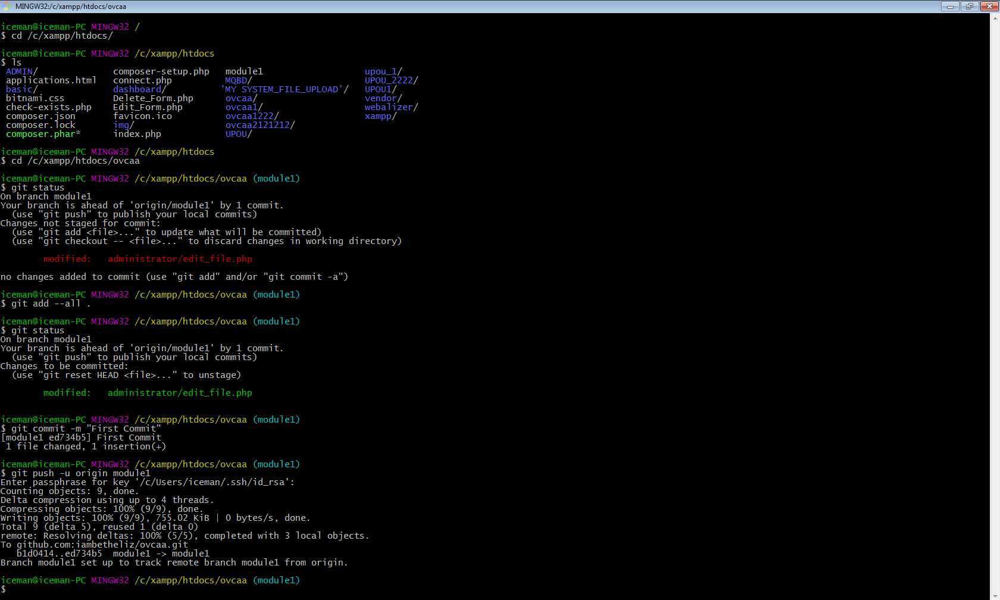 MINGW32:/c/xampp/htdocs/ovcaa
iceman@iceman-PC MINGW32 /
$ cd /c/xampp/htdocs/
iceman@iceman-PC MINGW32 /c/xampp/htdocs
$ ls
ADMIN/ composer-setup.php module1 upou_1/
applications.html connect.php MQBD/ UPOU_2222/
basic/ dashboard/ 'MY SYSTEM_FILE_UPLOAD'/ UPOU1/
bitnami.css Delete_Form.php ovcaa/ vendor/
check-exists.php Edit_Form.php ovcaa1/ webalizer/
composer.json favicon.ico ovcaa1222/ xampp/
composer.lock img/ ovcaa2121212/
composer.phar* index.php UPOU/
iceman@iceman-PC MINGW32 /c/xampp/htdocs
$ cd /c/xampp/htdocs/ovcaa
iceman@iceman-PC MINGW32 /c/xampp/htdocs/ovcaa (module1)
$ git status
On branch module1
Your branch is ahead of 'origin/module1' by 1 commit.
(use "git push" to publish your local commits)
Changes not staged for commit:
(use "git add <file>..." to update what will be committed)
(use "git checkout -- <file>..." to discard changes in working directory)
modified: administrator/edit_file.php
no changes added to commit (use "git add" and/or "git commit -a")
iceman@iceman-PC MINGW32 /c/xampp/htdocs/ovcaa (module1)
$ git add --all .
iceman@iceman-PC MINGW32 /c/xampp/htdocs/ovcaa (module1)
$ git status
On branch module1
Your branch is ahead of 'origin/module1' by 1 commit.
(use "git push" to publish your local commits)
Changes to be committed:
(use "git reset HEAD <file>..." to unstage)
modified: administrator/edit_file.php
iceman@iceman-PC MINGW32 /c/xampp/htdocs/ovcaa (module1)
$ git commit -m "First Commit"
[module1 ed734b5] First Commit
1 file changed, 1 insertion(+)
iceman@iceman-PC MINGW32 /c/xampp/htdocs/ovcaa (module1)
$ git push -u origin module1
Enter passphrase for key '/c/Users/iceman/.ssh/id_rsa':
Counting objects: 9, done.
Delta compression using up to 4 threads.
Compressing objects: 100% (9/9), done.
Writing objects: 100% (9/9), 755.02 KiB | 0 bytes/s, done.
Total 9 (delta 5), reused 1 (delta 0)
remote: Resolving deltas: 100% (5/5), completed with 3 local objects.
To github.com:iambetheliz/ovcaa.git
b1d0414..ed734b5 module1 -> module1
Branch module1 set up to track remote branch module1 from origin.
iceman@iceman-PC MINGW32 /c/xampp/htdocs/ovcaa (module1)
$